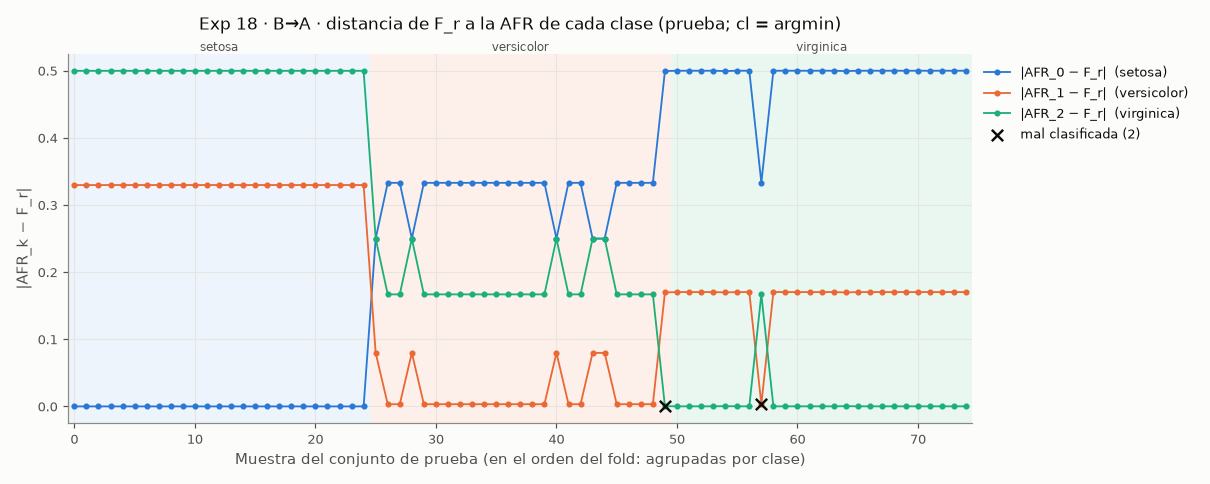 Exp 18 · B→A · distancia de F_r a la AFR de cada clase (prueba; cl = argmin)
setosa
versicolor
virginica
|AFR_0 − F_r| (setosa)
|AFR_1 − F_r| (versicolor)
|AFR_2 − F_r| (virginica)
mal clasificada (2)
|AFR_k − F_r|
0.5
0.4
0.3
0.2
0.1
0.0
0
10
20
30
40
50
60
70
Muestra del conjunto de prueba (en el orden del fold: agrupadas por clase)